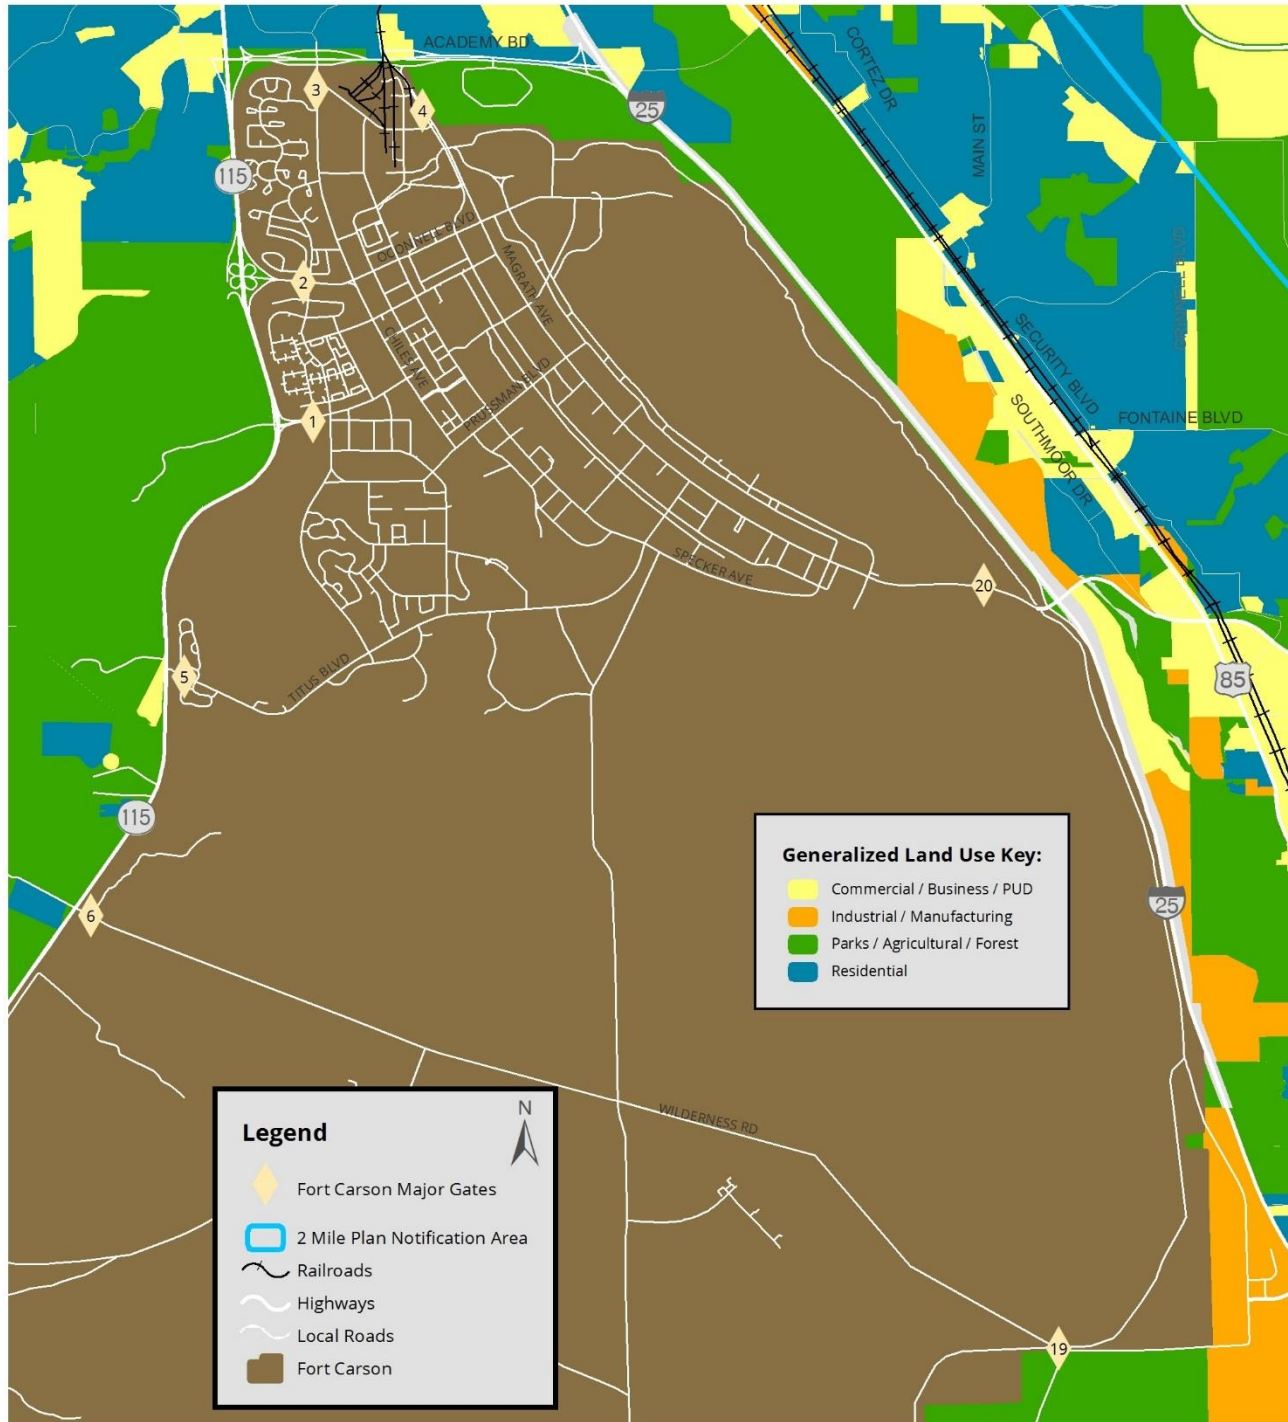 ACADEMY BD
CORTEZ DR
3
4
25
MAIN ST
115
OCONNELL BLVD
2
MAGRATH AVE
GRINNELL BLVD
CHILES AVE
SECURITY BLVD
PRUSSMAN BLVD
1
SOUTHMOOR DR
FONTAINE BLVD
SPECKER AVE
20
5
TITUS BLVD
85
115
Generalized Land Use Key:
Commercial / Business / PUD
Industrial / Manufacturing
Parks / Agricultural / Forest
Residential
25
6
WILDERNESS RD
N
Legend
Fort Carson Major Gates
2 Mile Plan Notification Area
Railroads
Highways
Local Roads
Fort Carson
19